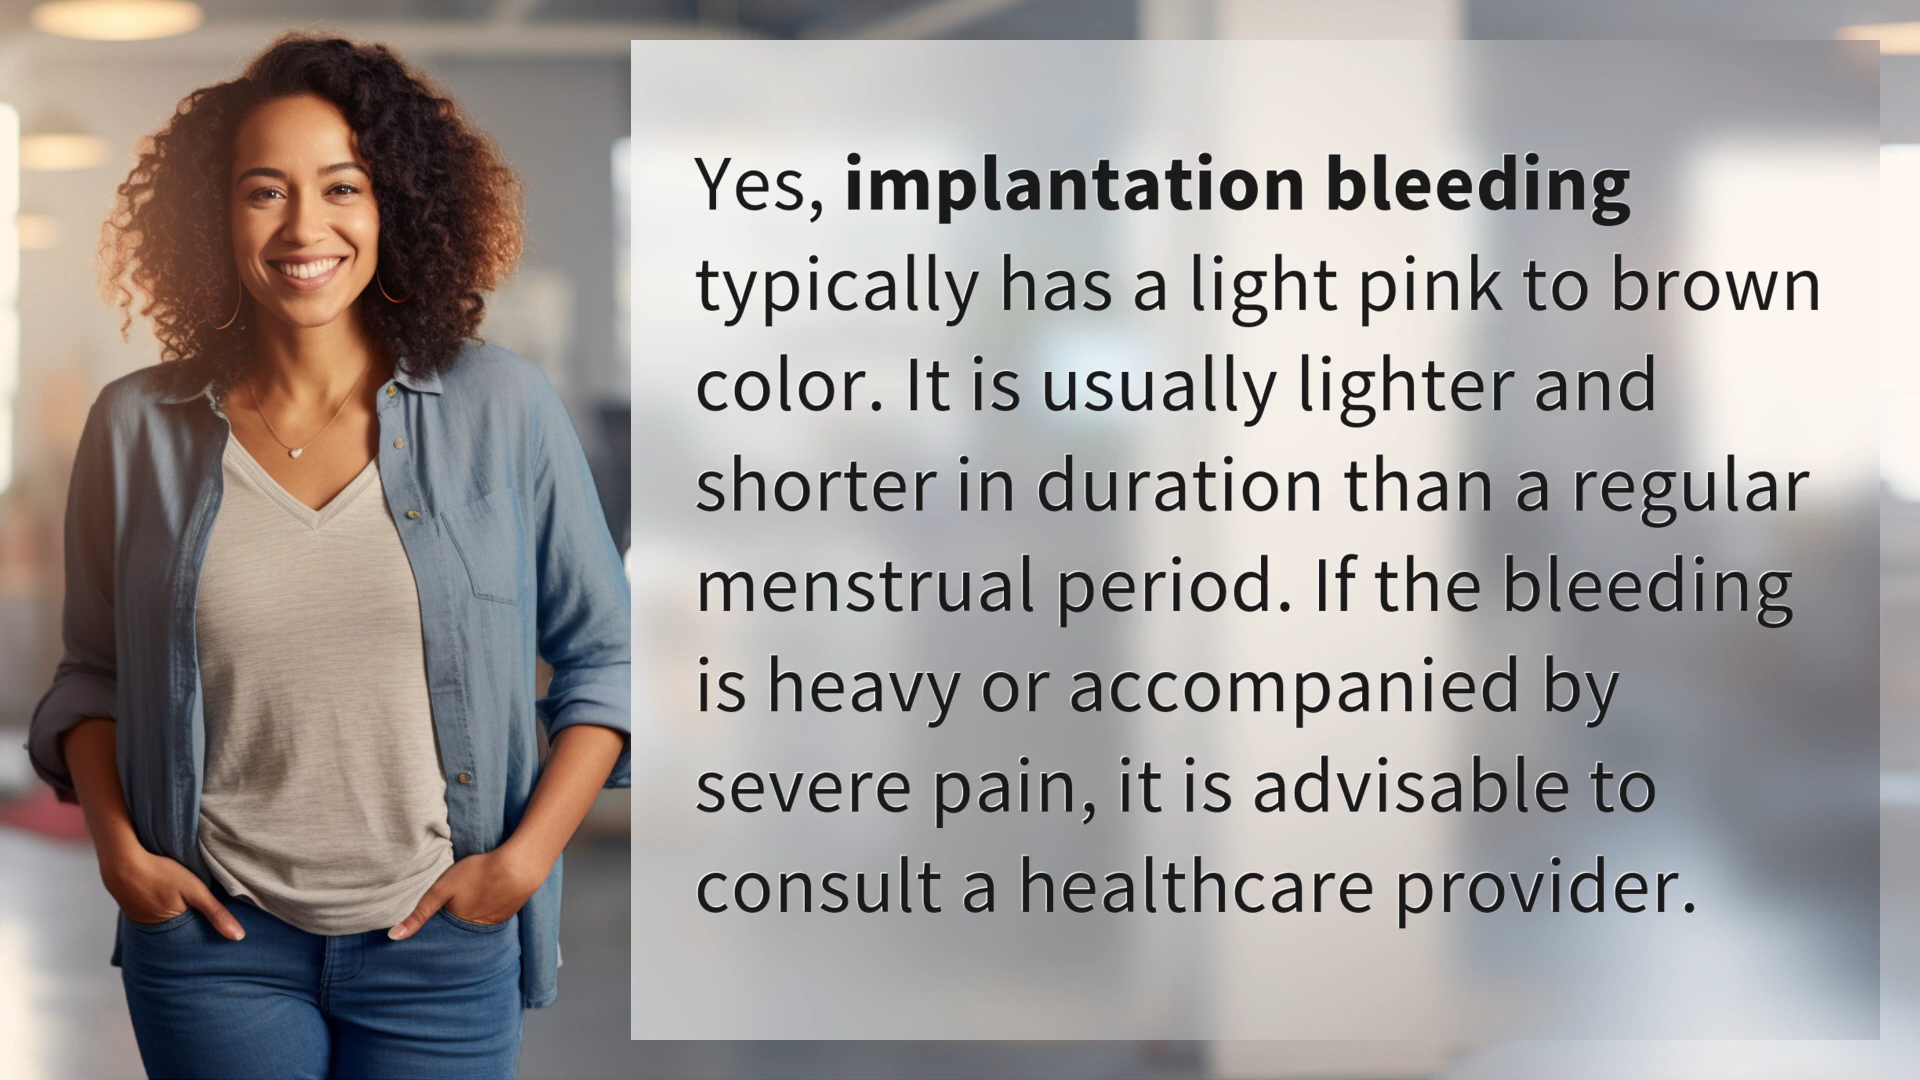 Yes, implantation bleeding
typically has a light pink to brown
color. It is usually lighter and
shorter in duration than a regular
menstrual period. If the bleeding
is heavy or accompanied by
severe pain, it is advisable to
consult a healthcare provider.